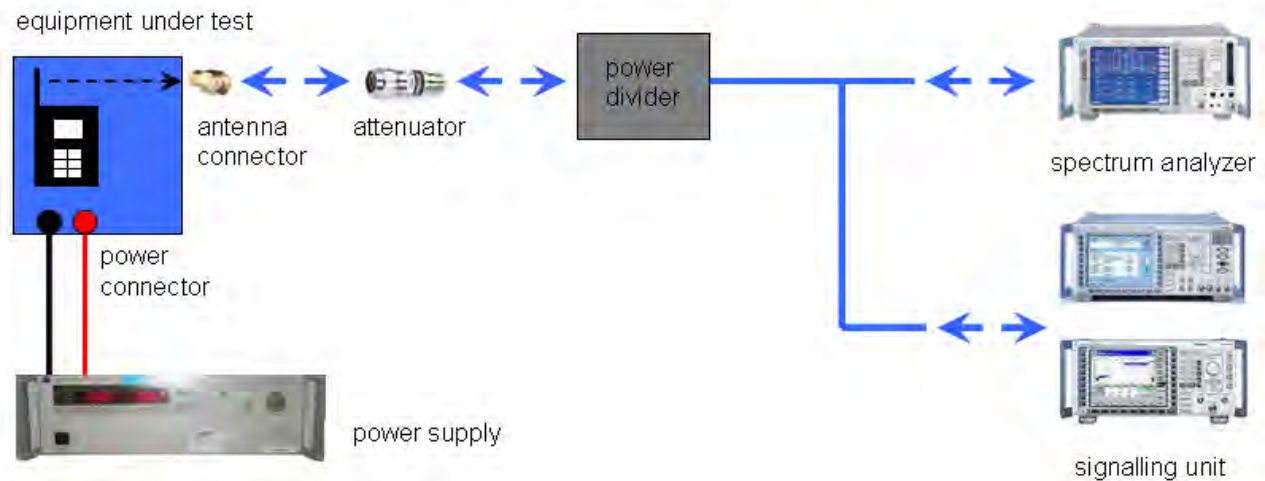 equipment under test
antenna
connector
attenuator
power
divider
spectrum analyzer
power
connector
power supply
signalling unit